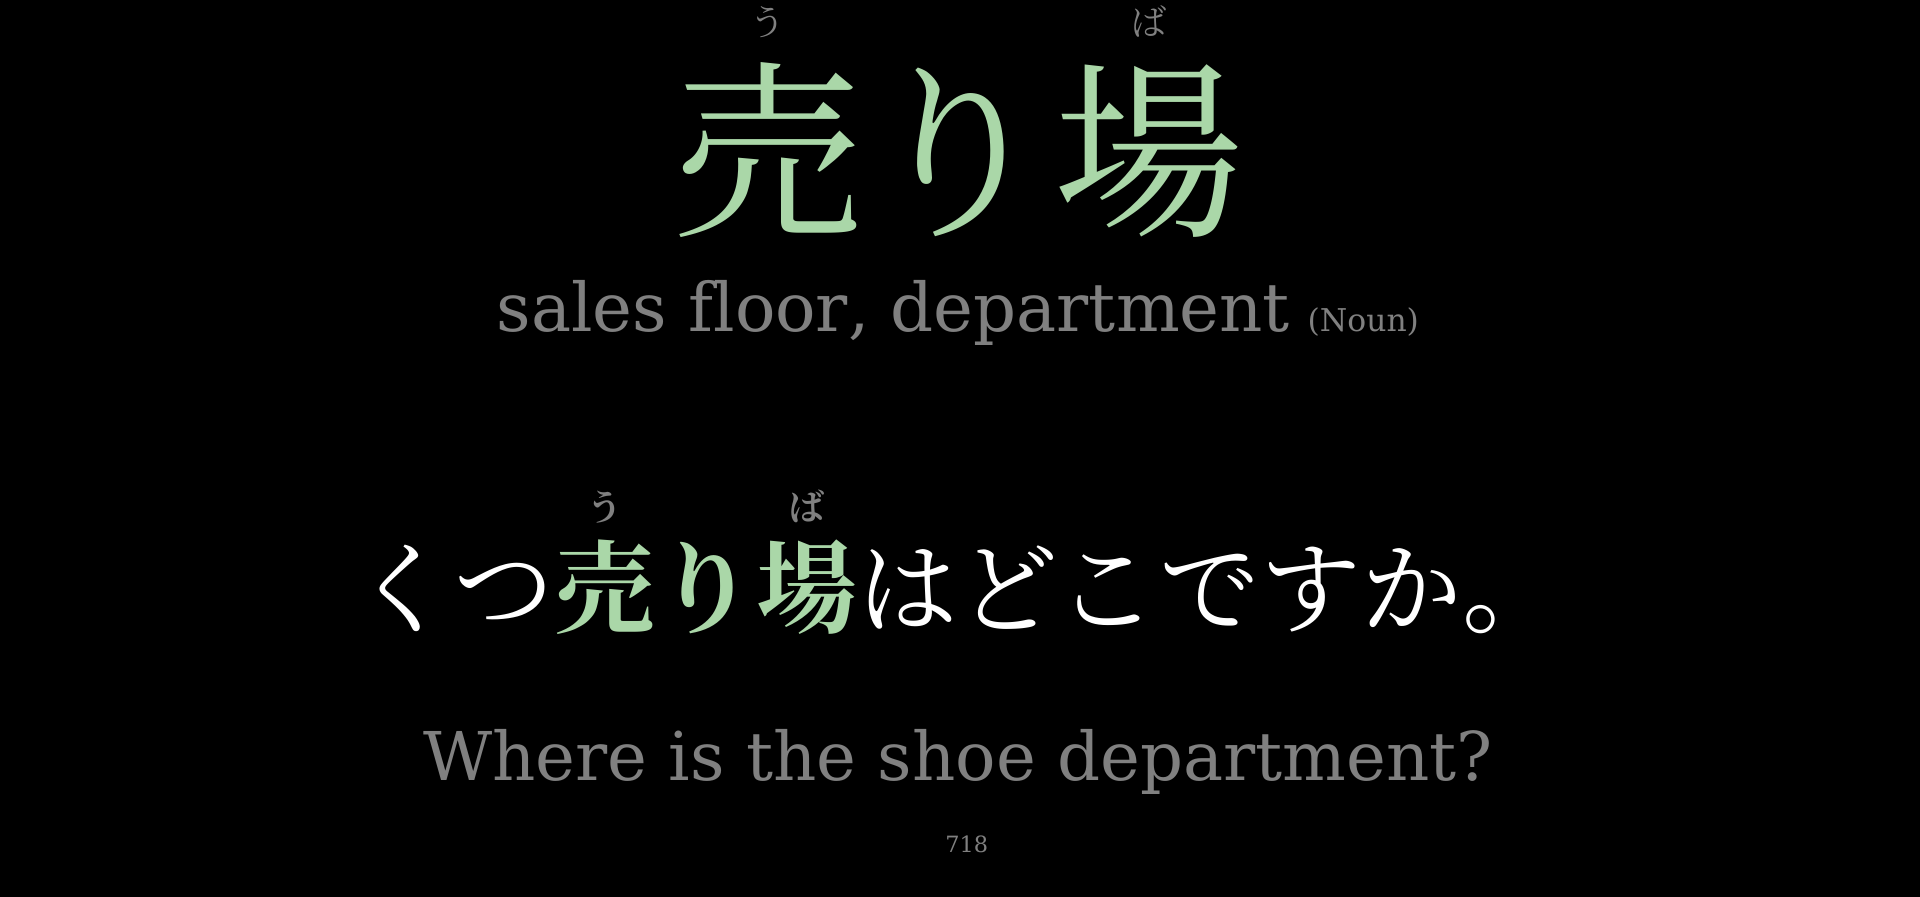 う ば
売り場
sales floor, department (Noun)
う ば
くつ売り場はどこですか。
Where is the shoe department?
718